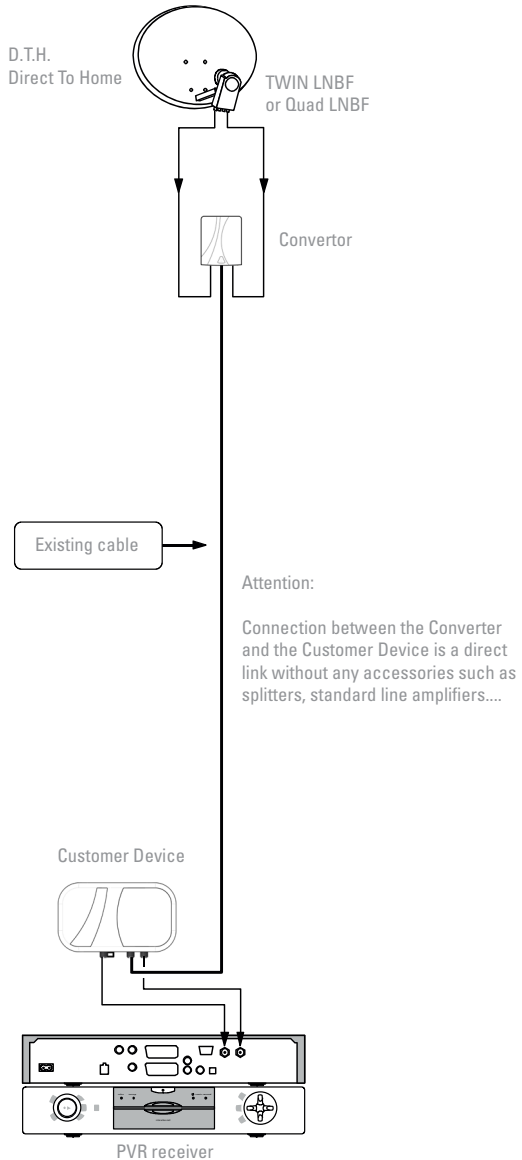 D.T.H.
Direct To Home
TWIN LNBF
or Quad LNBF
Convertor
Existing cable
Attention:
Connection between the Converter
and the Customer Device is a direct
link without any accessories such as
splitters, standard line amplifiers....
Customer Device
PVR receiver